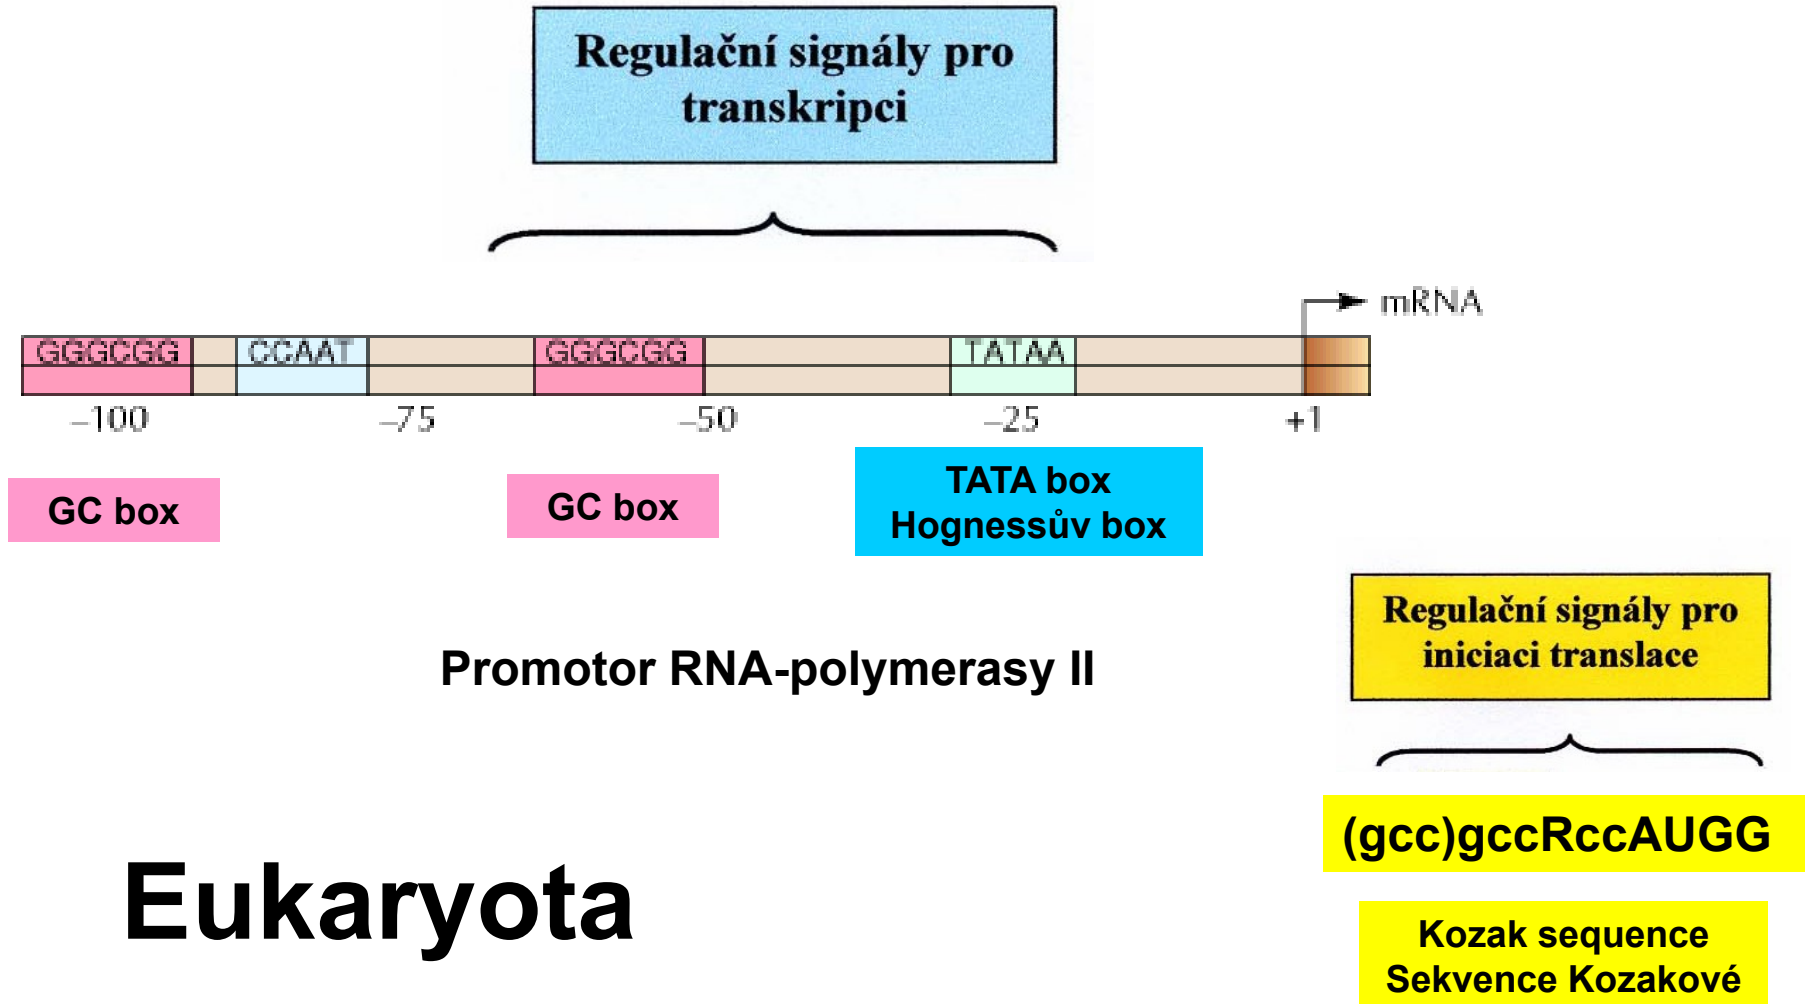 Regulační signály pro
transkripci
mRNA
GGGCGG CCAAT GGGCGG TATAA
–100 –75 –50 –25 +1
GC box GC box TATA box
Hognessův box
Regulační signály pro
iniciaci translace
Promotor RNA-polymerasy II
(gcc)gccRccAUGG
Eukaryota
Kozak sequence
Sekvence Kozakové